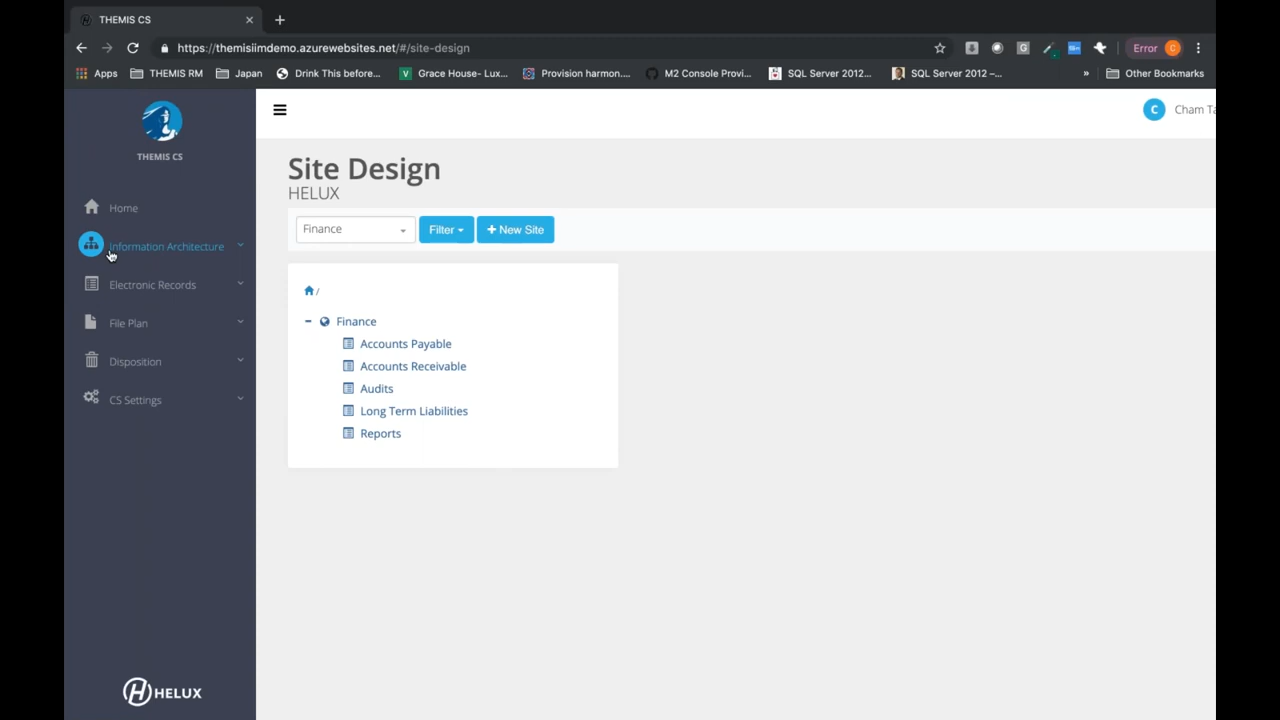 THEMIS CS
https://themisiimdemo.azurewebsites.net/#/site-design
Error C
Apps THEMIS RM Japan Drink This before... Grace House- Lux... Provision harmon.... M2 Console Provi... SQL Server 2012... SQL Server 2012 –... » Other Bookmarks
THEMIS CS
Home
Information Architecture
Electronic Records
File Plan
Disposition
CS Settings
HELUX
C Cham Ta
Site Design
HELUX
Finance Filter + New Site
/
Finance
Accounts Payable
Accounts Receivable
Audits
Long Term Liabilities
Reports